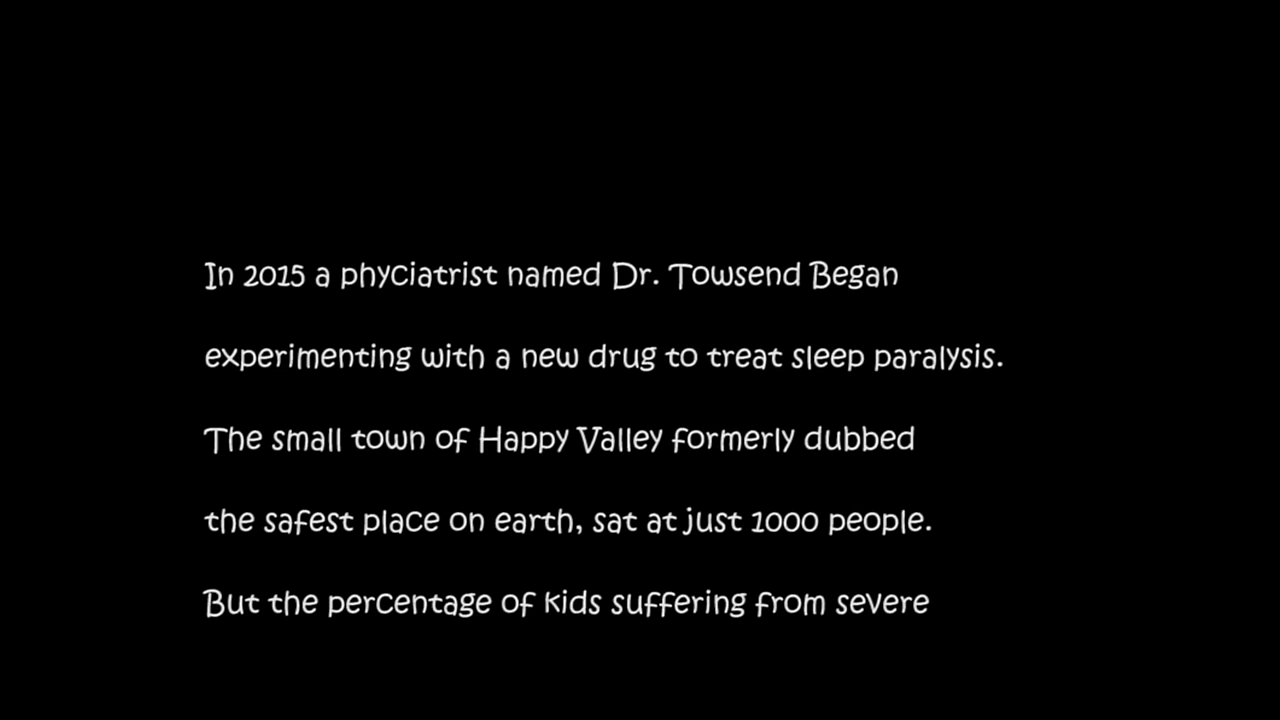 In 2015 a phyciatrist named Dr. Towsend Began
experimenting with a new drug to treat sleep paralysis.
The small town of Happy Valley formerly dubbed
the safest place on earth, sat at just 1000 people.
But the percentage of kids suffering from severe